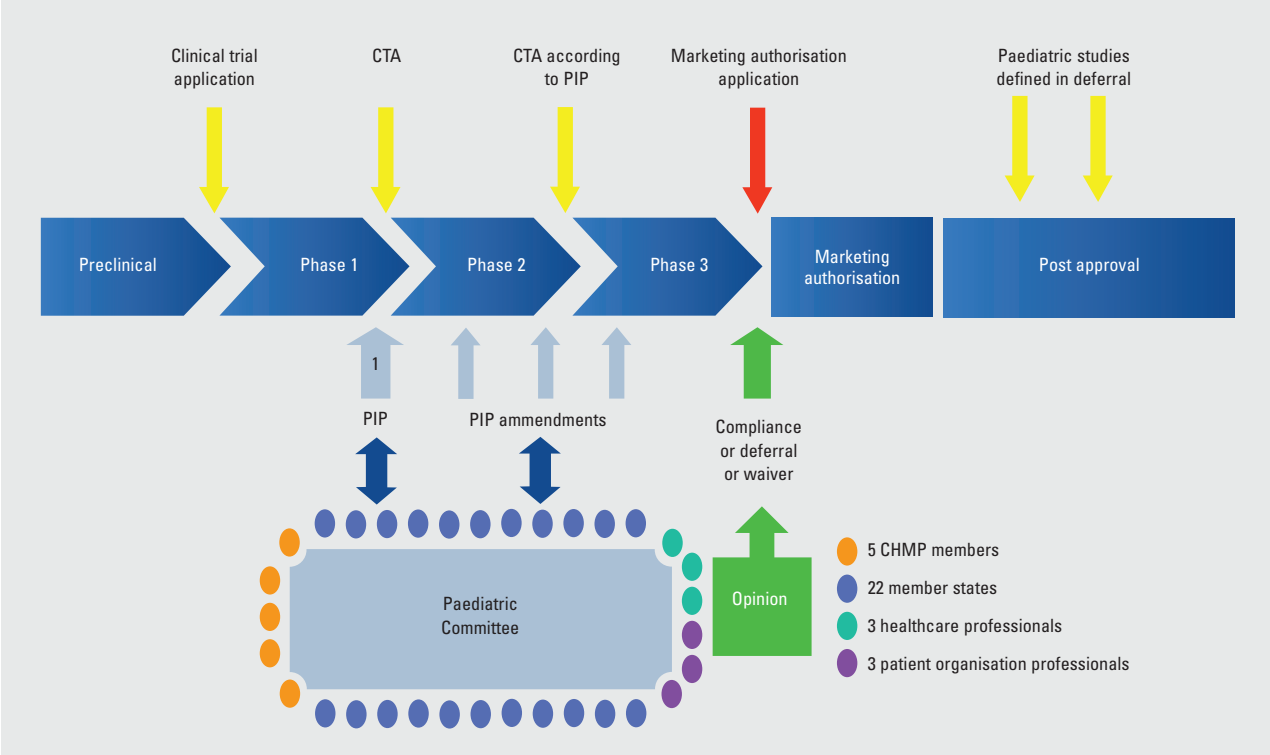 Clinical trial
application
CTA
CTA according
to PIP
Marketing authorisation
application
Paediatric studies
defined in deferral
Preclinical
Phase 1
Phase 2
Phase 3
Marketing
authorisation
Post approval
1
PIP
PIP ammendments
Compliance
or deferral
or waiver
Paediatric
Committee
Opinion
5 CHMP members
22 member states
3 healthcare professionals
3 patient organisation professionals